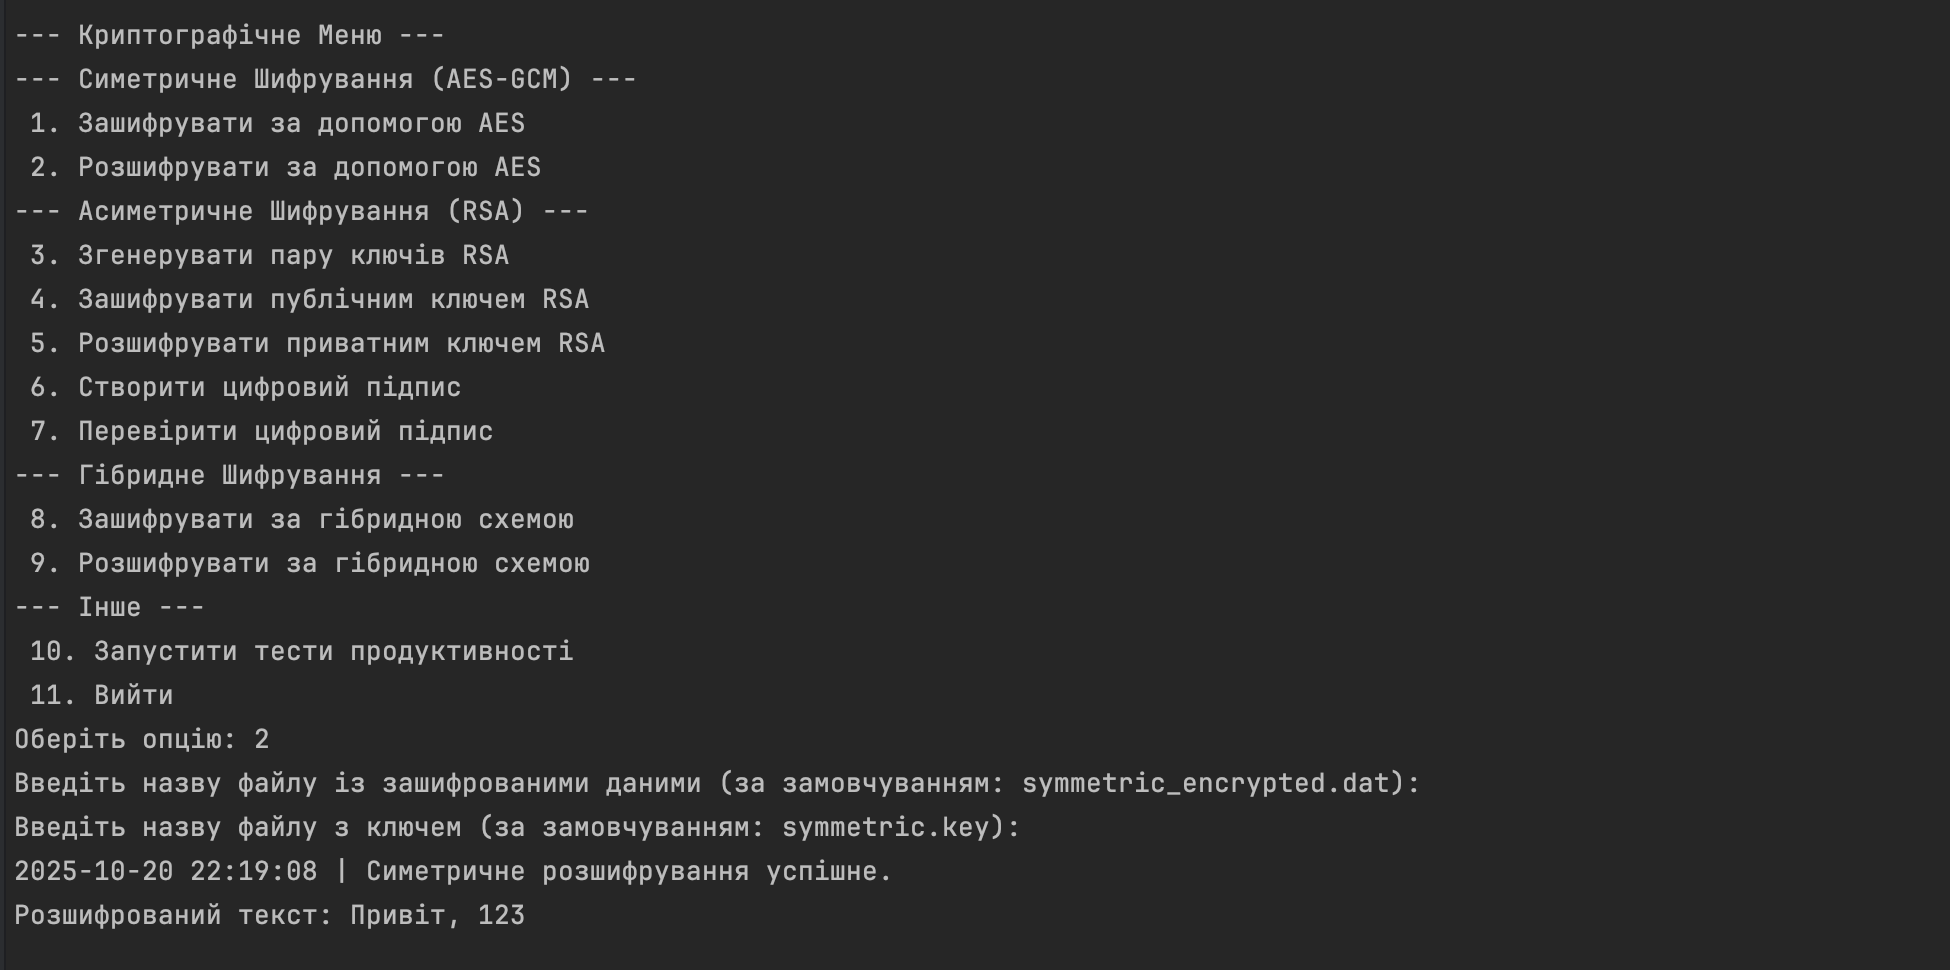 --- Криптографічне Меню ---
--- Симетричне Шифрування (AES-GCM) ---
1. Зашифрувати за допомогою AES
2. Розшифрувати за допомогою AES
--- Асиметричне Шифрування (RSA) ---
3. Згенерувати пару ключів RSA
4. Зашифрувати публічним ключем RSA
5. Розшифрувати приватним ключем RSA
6. Створити цифровий підпис
7. Перевірити цифровий підпис
--- Гібридне Шифрування ---
8. Зашифрувати за гібридною схемою
9. Розшифрувати за гібридною схемою
--- Інше ---
10. Запустити тести продуктивності
11. Вийти
Оберіть опцію: 2
Введіть назву файлу із зашифрованими даними (за замовчуванням: symmetric_encrypted.dat):
Введіть назву файлу з ключем (за замовчуванням: symmetric.key):
2025-10-20 22:19:08 | Симетричне розшифрування успішне.
Розшифрований текст: Привіт, 123